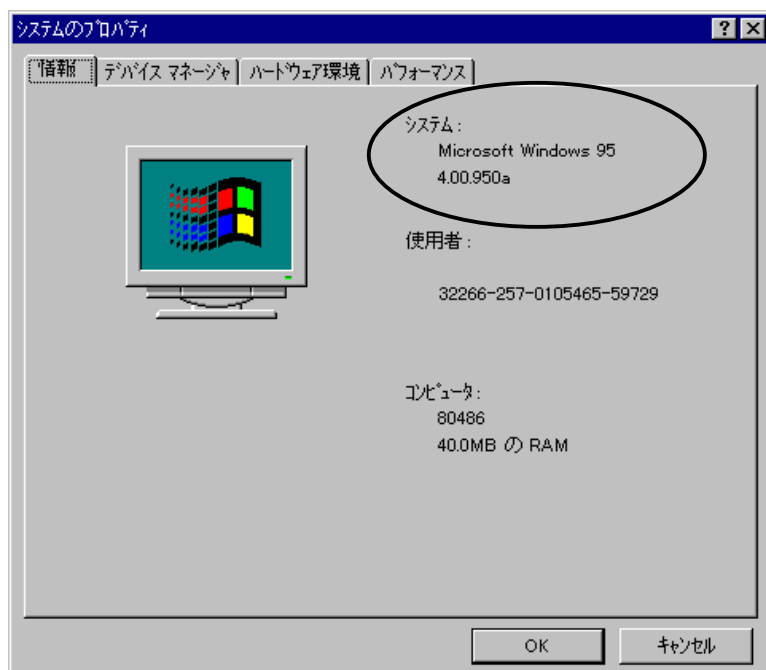 システムのプロパティ
情報 デバイス マネージャ ハードウェア環境 パフォーマンス
システム:
Microsoft Windows 95
4.00.950a
使用者:
32266-257-0105465-59729
コンピュータ:
80486
40.0MB の RAM
OK キャンセル